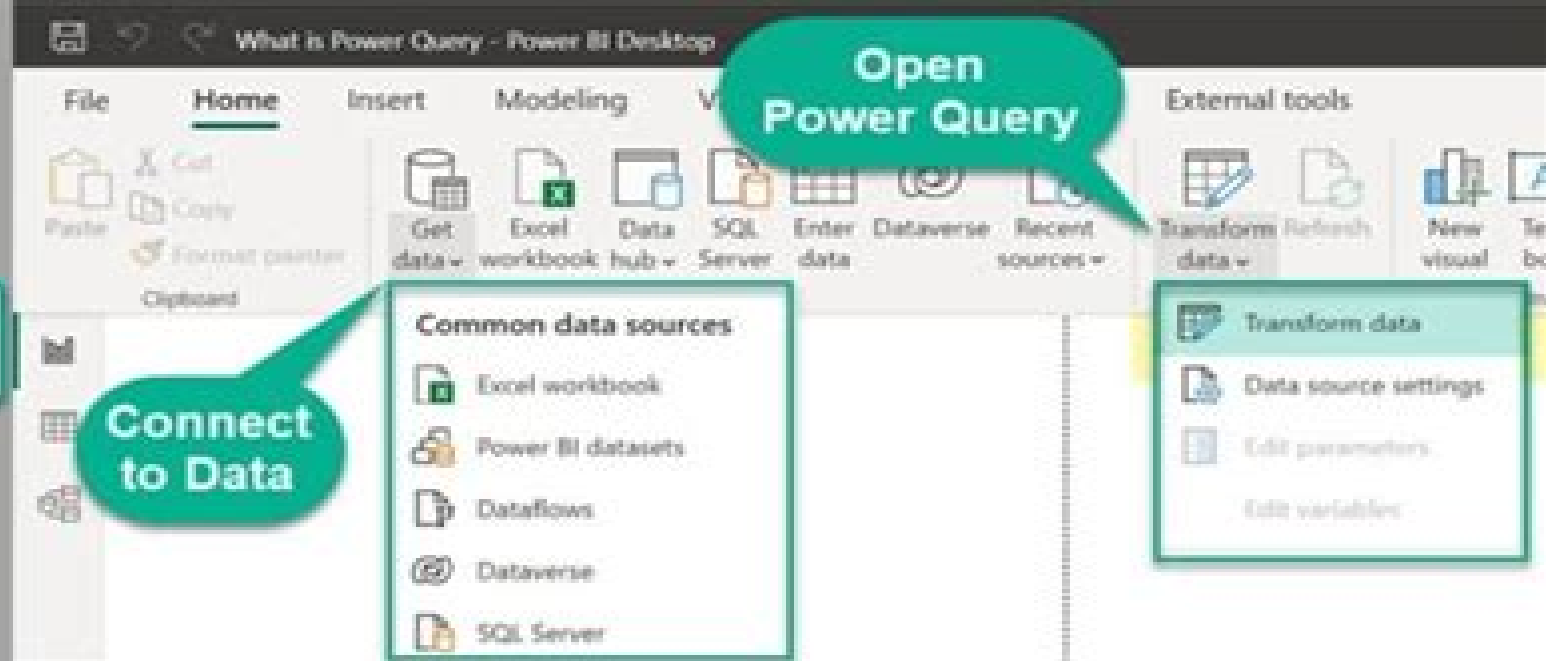 What is Power Query - Power BI Desktop
Open
Power Query
File Home Insert Modeling V External tools
Paste
Cut
Copy
Format painter
Clipboard
Get
data
Excel
workbook
Data
hub
SQL
Server
Enter
data
Dataverse
Recent
sources
Transform
data
Refresh
New
visual
Te
bo
Connect
to Data
Common data sources
Excel workbook
Power BI datasets
Dataflows
Dataverse
SQL Server
Transform data
Data source settings
Edit parameters
Edit variables